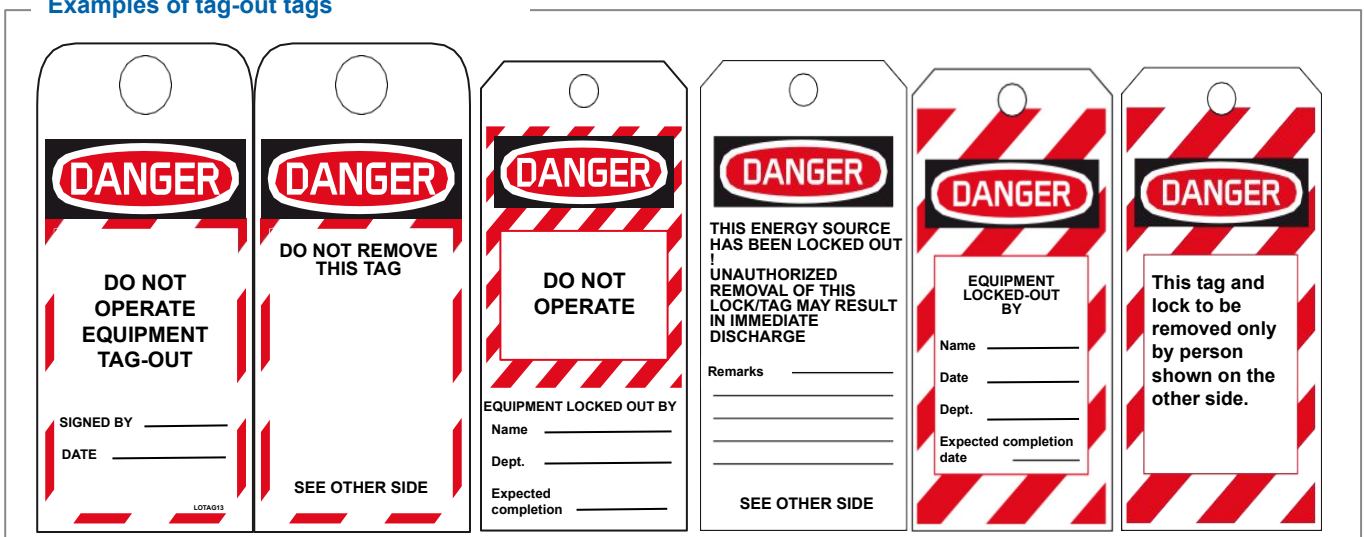 Examples of tag-out tags
DANGER
DO NOT
OPERATE
EQUIPMENT
TAG-OUT
SIGNED BY
DATE
LOTAG13
DANGER
DO NOT REMOVE
THIS TAG
SEE OTHER SIDE
DANGER
DO NOT
OPERATE
EQUIPMENT LOCKED OUT BY
Name
Dept.
Expected
completion
DANGER
THIS ENERGY SOURCE
HAS BEEN LOCKED OUT
!
UNAUTHORIZED
REMOVAL OF THIS
LOCK/TAG MAY RESULT
IN IMMEDIATE
DISCHARGE
Remarks
SEE OTHER SIDE
DANGER
EQUIPMENT
LOCKED-OUT
BY
Name
Date
Dept.
Expected completion
date
DANGER
This tag and
lock to be
removed only
by person
shown on the
other side.